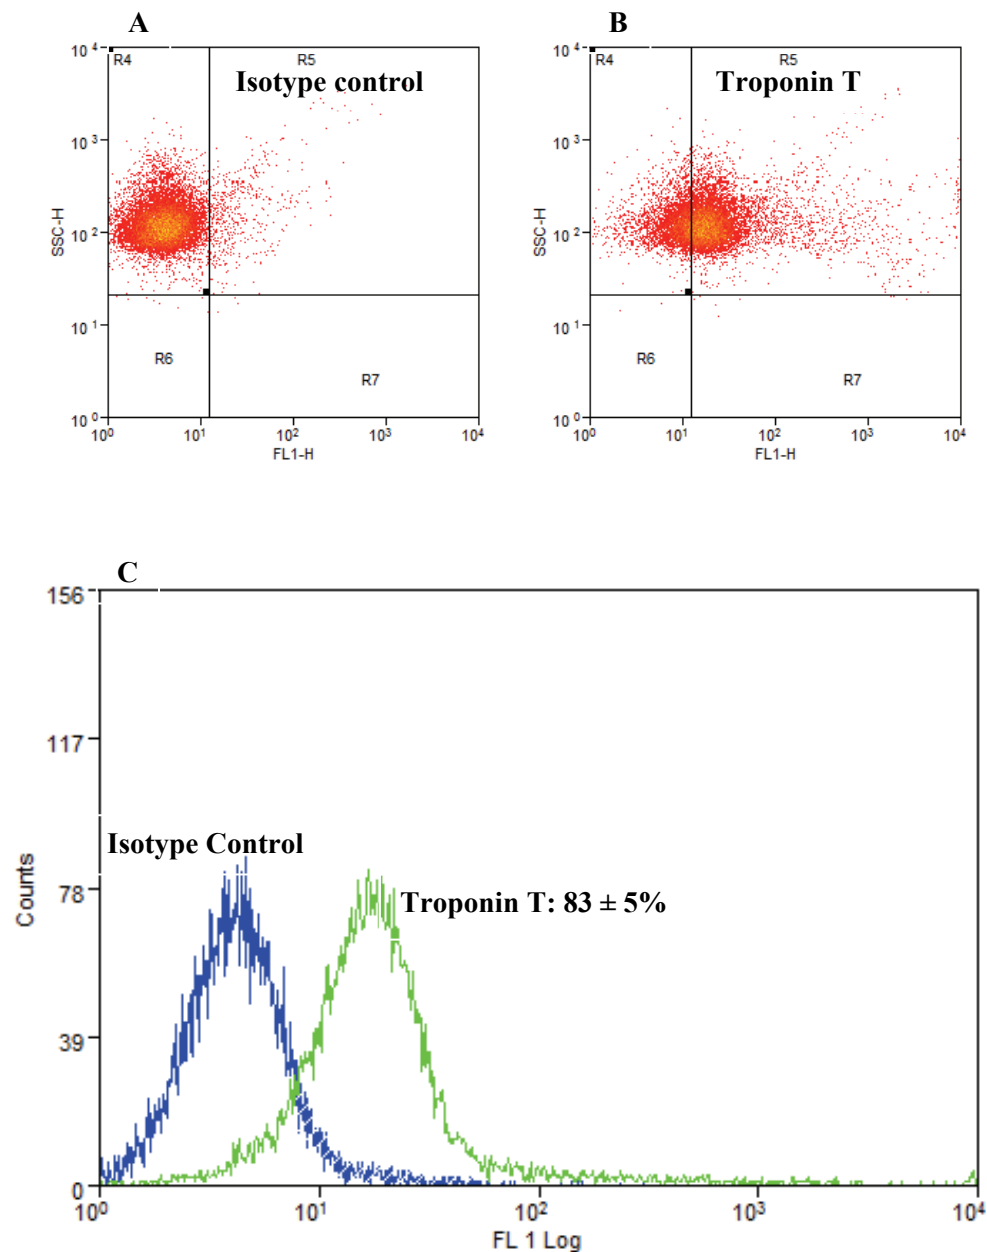 A
B
10⁴
R4
R5
Isotype control
10³
SSC-H
10²
10¹
R6
R7
10⁰
10⁰ 10¹ 10² 10³ 10⁴
FL1-H
10⁴
R4
R5
Troponin T
10³
SSC-H
10²
10¹
R6
R7
10⁰
10⁰ 10¹ 10² 10³ 10⁴
FL1-H
C
156
117
Isotype Control
78
Troponin T: 83 ± 5%
Counts
39
0
10⁰ 10¹ 10² 10³ 10⁴
FL 1 Log